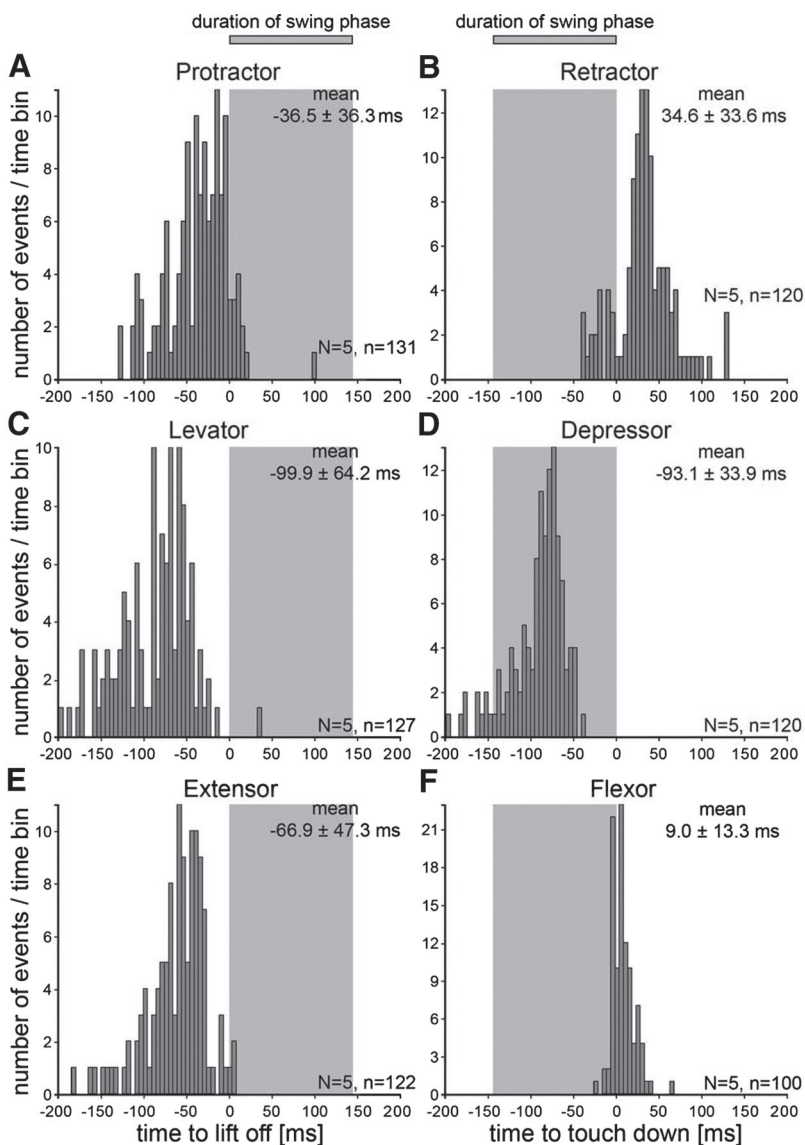 duration of swing phase
duration of swing phase
A
Protractor
mean
-36.5 ± 36.3 ms
number of events / time bin
10
8
6
4
2
0
N=5, n=131
-200 -150 -100 -50 0 50 100 150 200
B
Retractor
mean
34.6 ± 33.6 ms
12
10
8
6
4
2
0
N=5, n=120
-200 -150 -100 -50 0 50 100 150 200
C
Levator
mean
-99.9 ± 64.2 ms
number of events / time bin
10
8
6
4
2
0
N=5, n=127
-200 -150 -100 -50 0 50 100 150 200
D
Depressor
mean
-93.1 ± 33.9 ms
12
10
8
6
4
2
0
N=5, n=120
-200 -150 -100 -50 0 50 100 150 200
E
Extensor
mean
-66.9 ± 47.3 ms
number of events / time bin
10
8
6
4
2
0
N=5, n=122
-200 -150 -100 -50 0 50 100 150 200
time to lift off [ms]
F
Flexor
mean
9.0 ± 13.3 ms
21
18
15
12
9
6
3
0
N=5, n=100
-200 -150 -100 -50 0 50 100 150 200
time to touch down [ms]